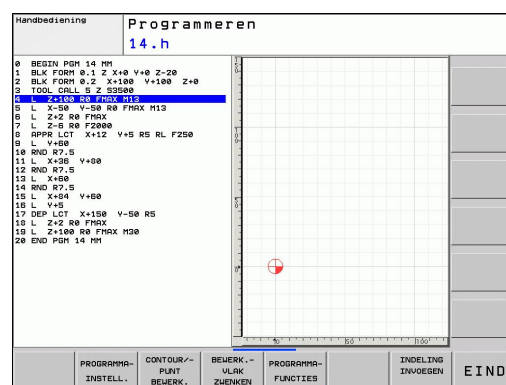 Handbediening
Programmeren
14.h
0 BEGIN PGM 14 MM
1 BLK FORM 0.1 Z X+0 Y+0 Z-20
2 BLK FORM 0.2 X+100 Y+100 Z+0
3 TOOL CALL 5 Z S3500
4 L Z+100 R0 FMAX M13
5 L X-50 Y-50 R0 FMAX M13
6 L Z+2 R0 FMAX
7 L Z-6 R0 F2000
8 APPR LCT X+12 Y+5 R5 RL F250
9 L Y+60
10 RND R7.5
11 L X+36 Y+80
12 RND R7.5
13 L X+60
14 RND R7.5
15 L X+84 Y+60
16 L Y+5
17 DEP LCT X+150 Y-50 R5
18 L Z+2 R0 FMAX
19 L Z+100 R0 FMAX M30
20 END PGM 14 MM
PROGRAMMA-
INSTELL.
CONTOUR/-
PUNT
BEWERK.
BEWERK.-
VLAK
ZWENKEN
PROGRAMMA-
FUNCTIES
INDELING
INVOEGEN
EIND